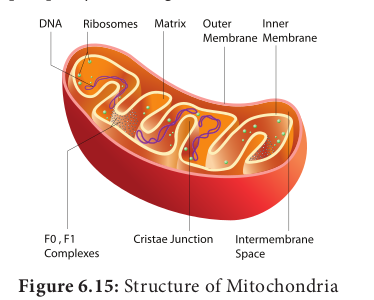 DNA
Ribosomes
Matrix
Outer
Membrane
Inner
Membrane
F0 , F1
Complexes
Cristae Junction
Intermembrane
Space
Figure 6.15: Structure of Mitochondria